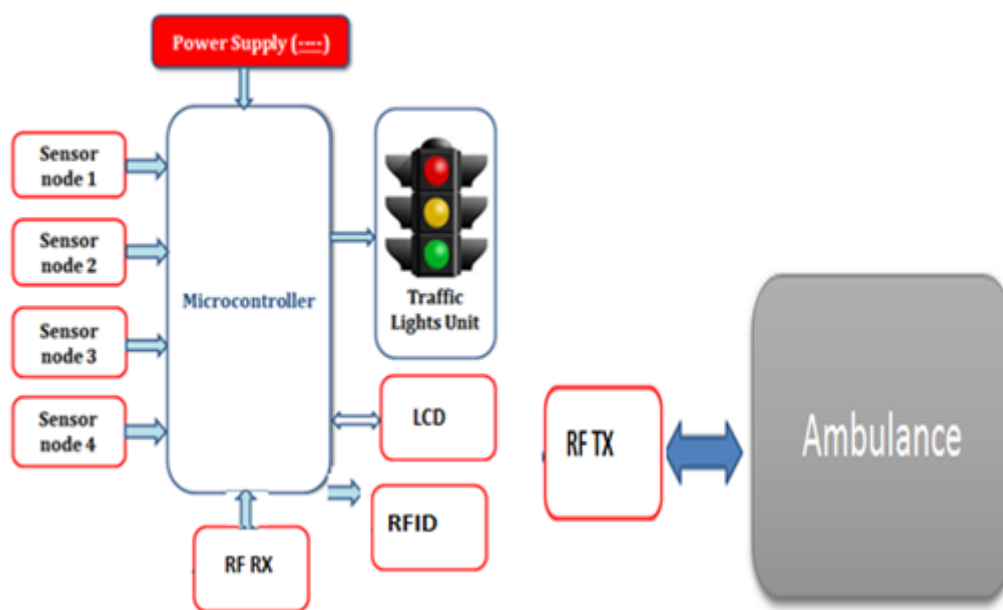 Power Supply (----)
Sensor
node 1
Sensor
node 2
Sensor
node 3
Sensor
node 4
Microcontroller
Traffic
Lights Unit
LCD
RFID
RF RX
RF TX
Ambulance